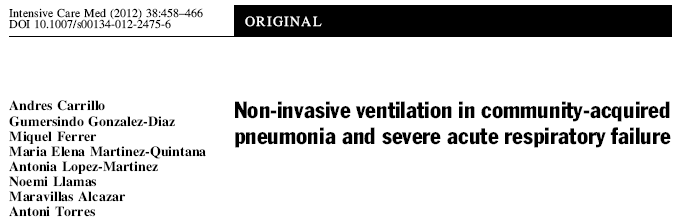 Intensive Care Med (2012) 38:458–466
DOI 10.1007/s00134-012-2475-6
ORIGINAL
Andres Carrillo
Gumersindo Gonzalez-Diaz
Miquel Ferrer
Maria Elena Martinez-Quintana
Antonia Lopez-Martinez
Noemi Llamas
Maravillas Alcazar
Antoni Torres
Non-invasive ventilation in community-acquired
pneumonia and severe acute respiratory failure